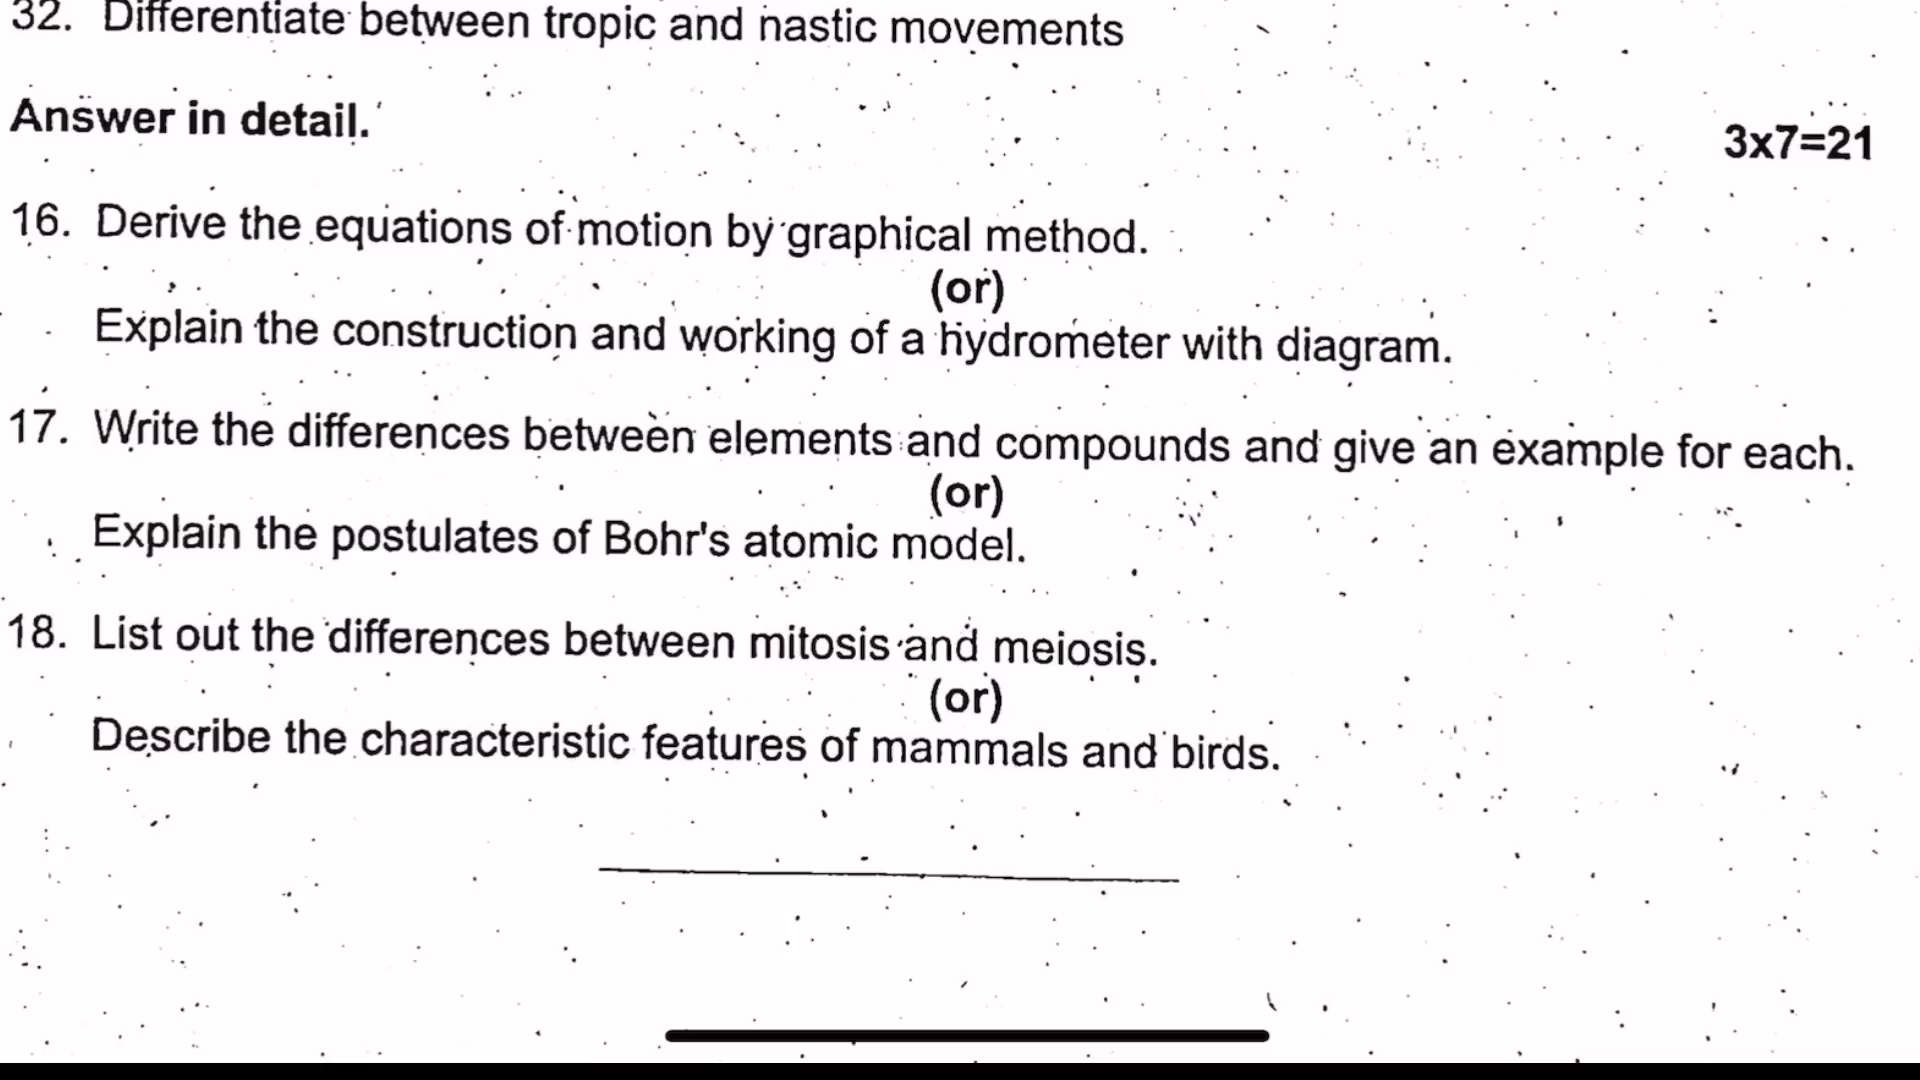 32. Differentiate between tropic and nastic movements
Answer in detail.
3x7=21
16. Derive the equations of motion by graphical method.
(or)
Explain the construction and working of a hydrometer with diagram.
17. Write the differences between elements and compounds and give an example for each.
(or)
Explain the postulates of Bohr's atomic model.
18. List out the differences between mitosis and meiosis.
(or)
Describe the characteristic features of mammals and birds.